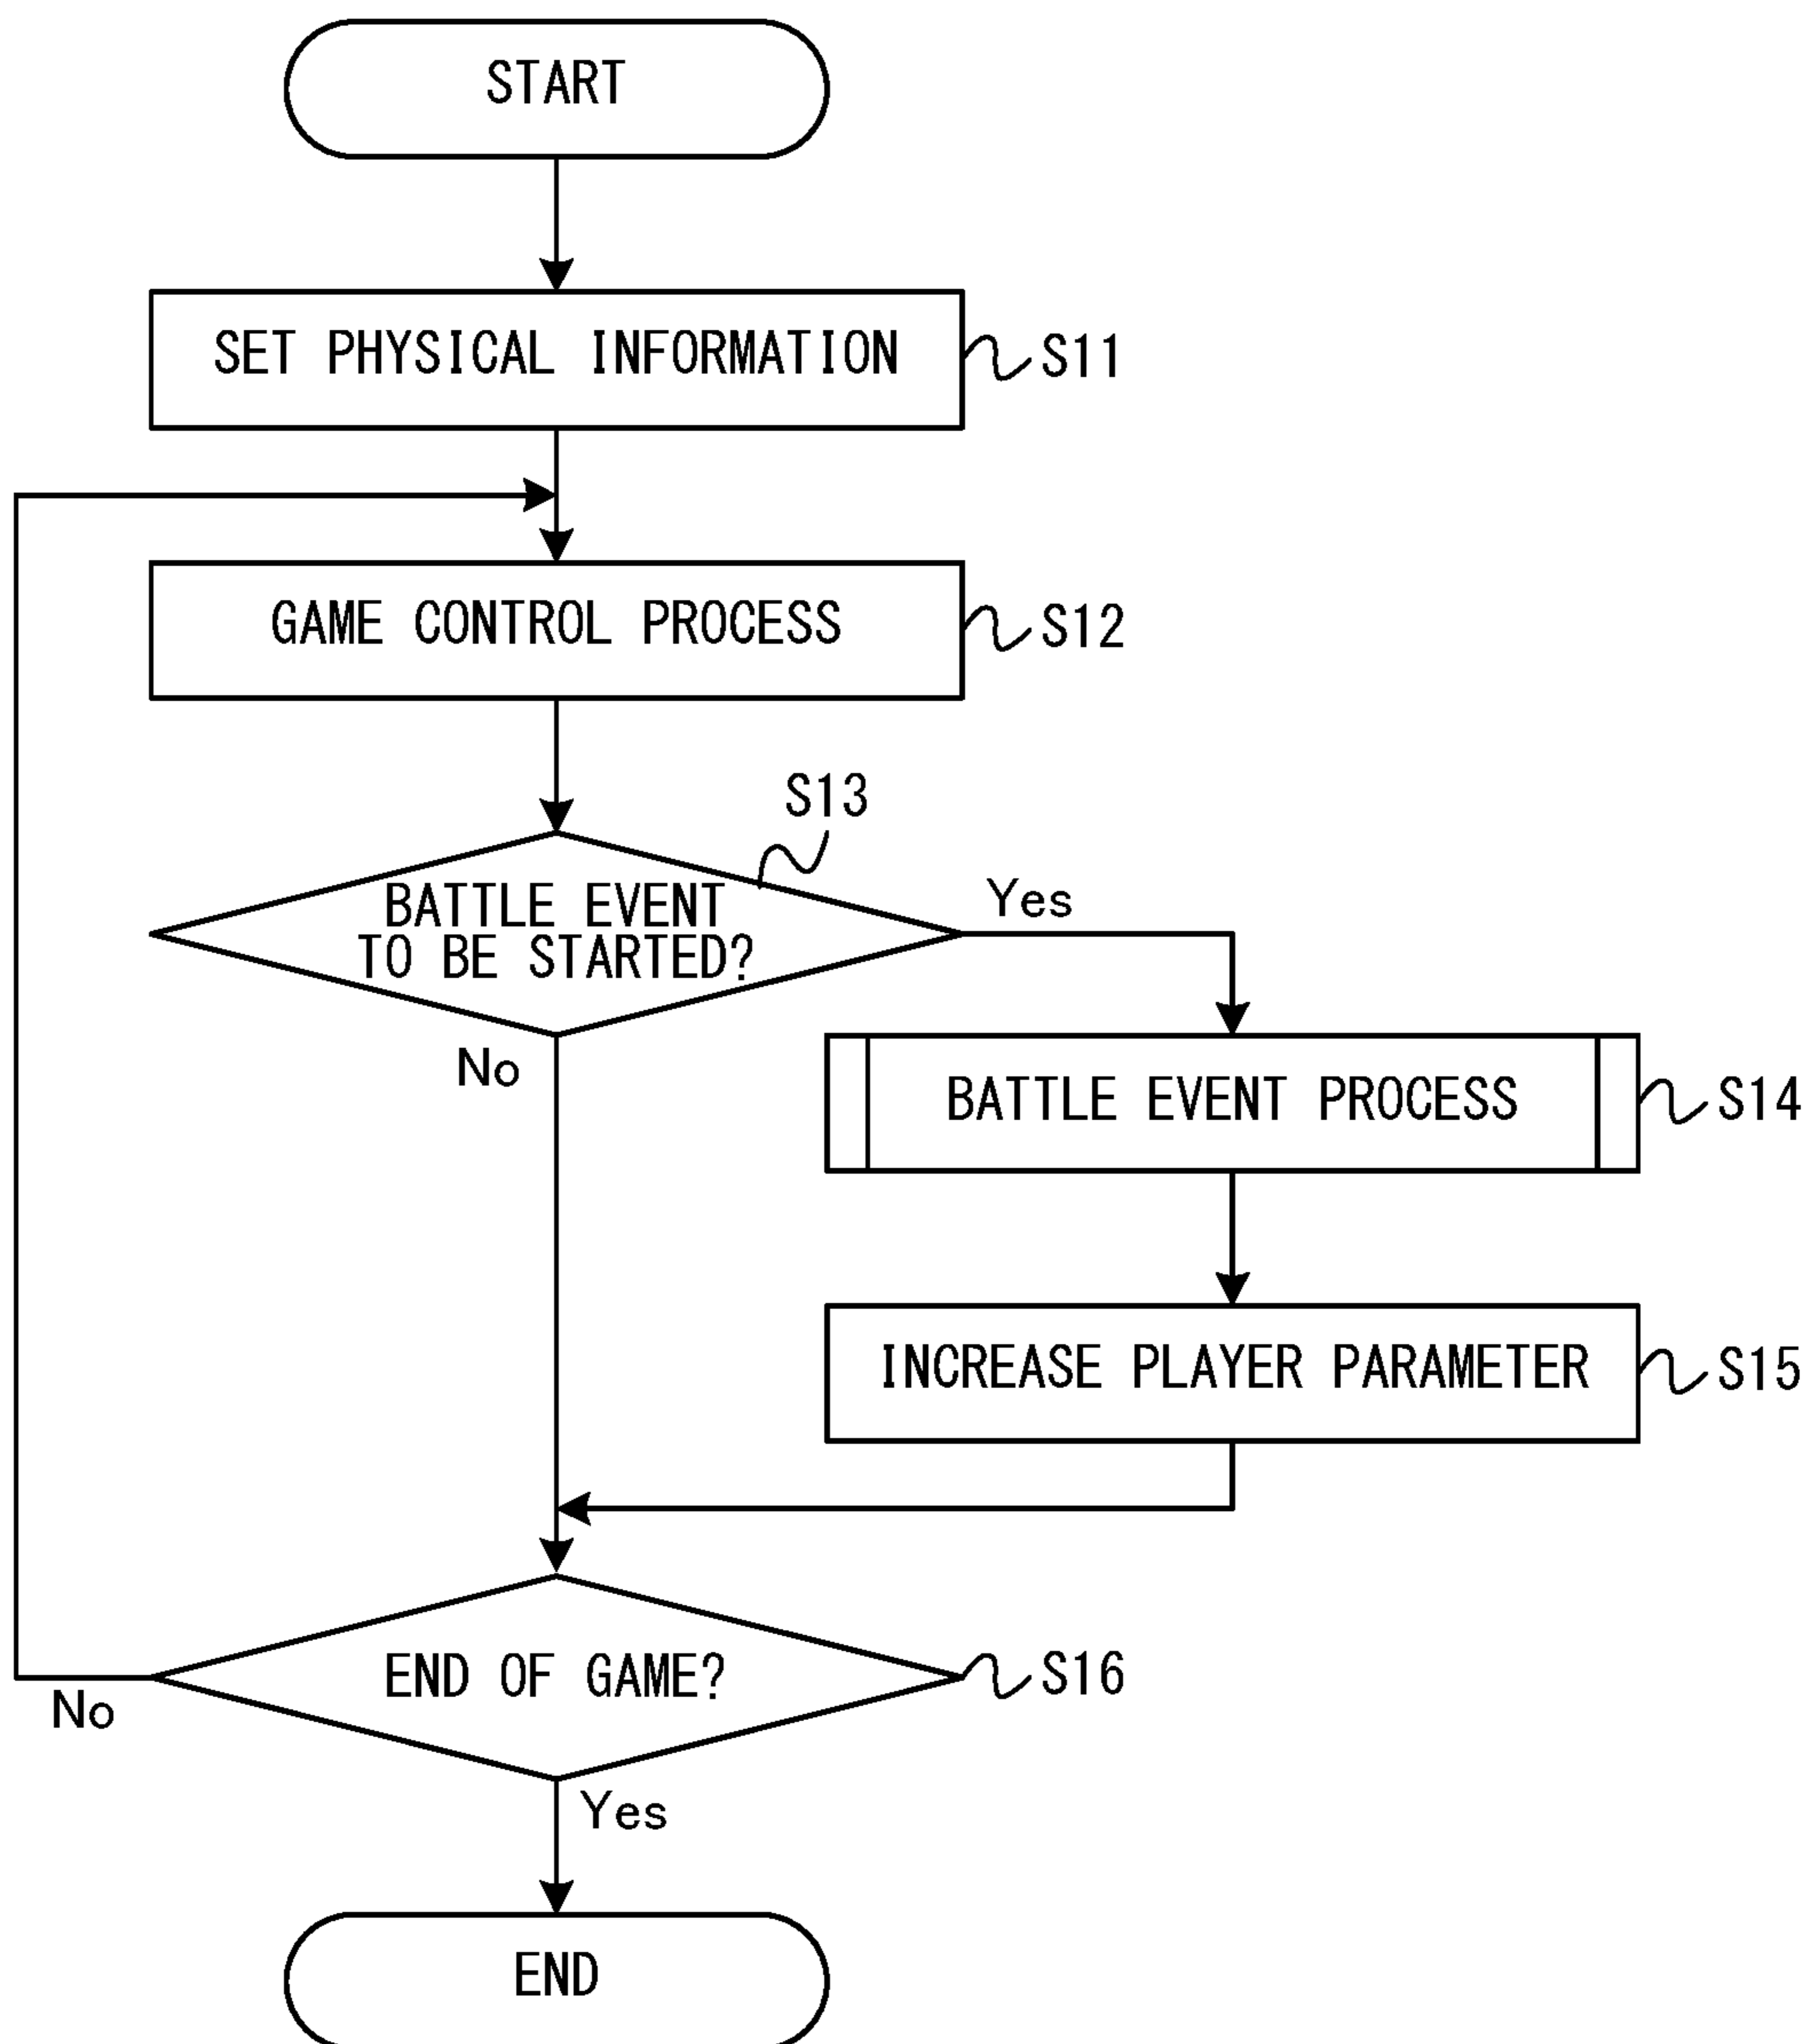 START
SET PHYSICAL INFORMATION
S11
GAME CONTROL PROCESS
S12
S13
BATTLE EVENT
TO BE STARTED?
Yes
No
BATTLE EVENT PROCESS
S14
INCREASE PLAYER PARAMETER
S15
END OF GAME?
S16
No
Yes
END